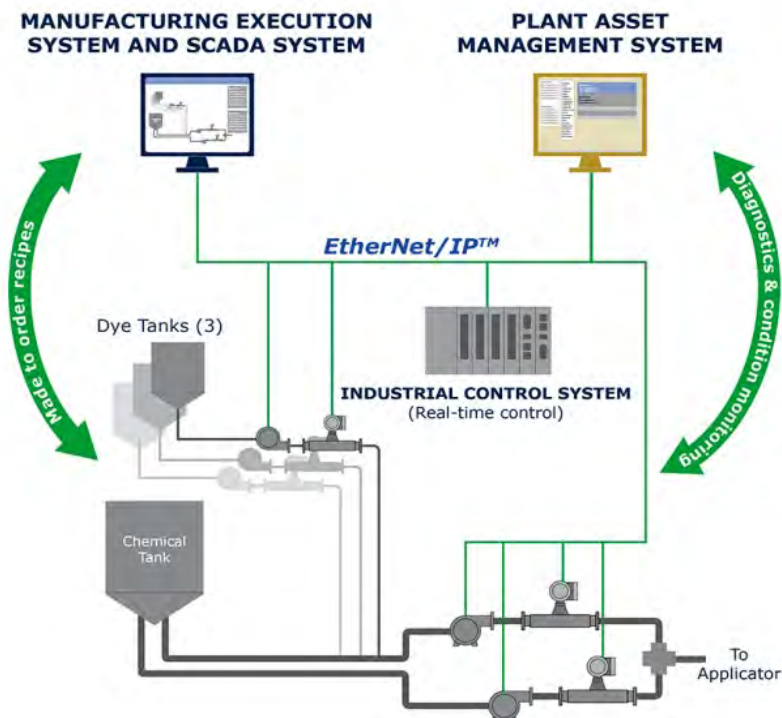 MANUFACTURING EXECUTION
SYSTEM AND SCADA SYSTEM
PLANT ASSET
MANAGEMENT SYSTEM
EtherNet/IP™
Made to order recipes
Diagnostics & condition monitoring
Dye Tanks (3)
INDUSTRIAL CONTROL SYSTEM
(Real-time control)
Chemical
Tank
To
Applicator